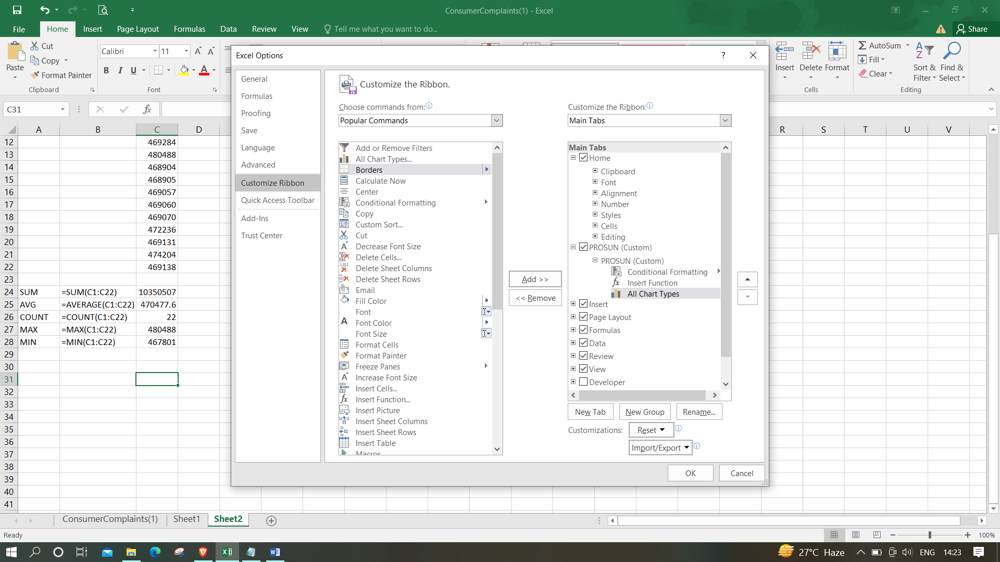 ConsumerComplaints(1) - Excel
File Home Insert Page Layout Formulas Data Review View Tell me what you want to do... Share
Paste
Cut
Copy
Format Painter
Clipboard
Calibri 11
B I U
Font
Insert Delete Format
Cells
AutoSum
Fill
Clear
Sort & Filter
Find & Select
Editing
C31
fx
A B C D R S T U V
12 469284
13 480488
14 468904
15 468905
16 469057
17 469060
18 469070
19 472236
20 469131
21 474204
22 469138
23
24 SUM =SUM(C1:C22) 10350507
25 AVG =AVERAGE(C1:C22) 470477.6
26 COUNT =COUNT(C1:C22) 22
27 MAX =MAX(C1:C22) 480488
28 MIN =MIN(C1:C22) 467801
29
30
31
32
33
34
35
36
37
38
39
40
41
Excel Options
?
General
Formulas
Proofing
Save
Language
Advanced
Customize Ribbon
Quick Access Toolbar
Add-Ins
Trust Center
Customize the Ribbon.
Choose commands from:
Popular Commands
Add or Remove Filters
All Chart Types...
Borders
Calculate Now
Center
Conditional Formatting
Copy
Custom Sort...
Cut
Decrease Font Size
Delete Cells...
Delete Sheet Columns
Delete Sheet Rows
Email
Fill Color
Font
Font Color
Font Size
Format Cells
Format Painter
Freeze Panes
Increase Font Size
Insert Cells...
Insert Function...
Insert Picture
Insert Sheet Columns
Insert Sheet Rows
Insert Table
Macros
Add >>
<< Remove
Customize the Ribbon:
Main Tabs
Main Tabs
Home
Clipboard
Font
Alignment
Number
Styles
Cells
Editing
PROSUN (Custom)
PROSUN (Custom)
Conditional Formatting
Insert Function
All Chart Types
Insert
Page Layout
Formulas
Data
Review
View
Developer
New Tab New Group Rename...
Customizations: Reset
Import/Export
OK Cancel
ConsumerComplaints(1) Sheet1 Sheet2
Ready
100%
27°C Haze ENG 14:23